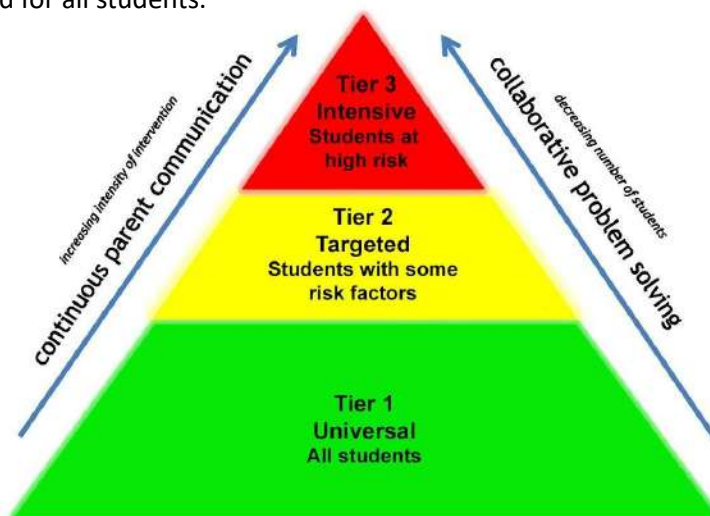 d for all students.
increasing intensity of intervention
continuous parent communication
Tier 3
Intensive
Students at
high risk
collaborative problem solving
decreasing number of students
Tier 2
Targeted
Students with some
risk factors
Tier 1
Universal
All students